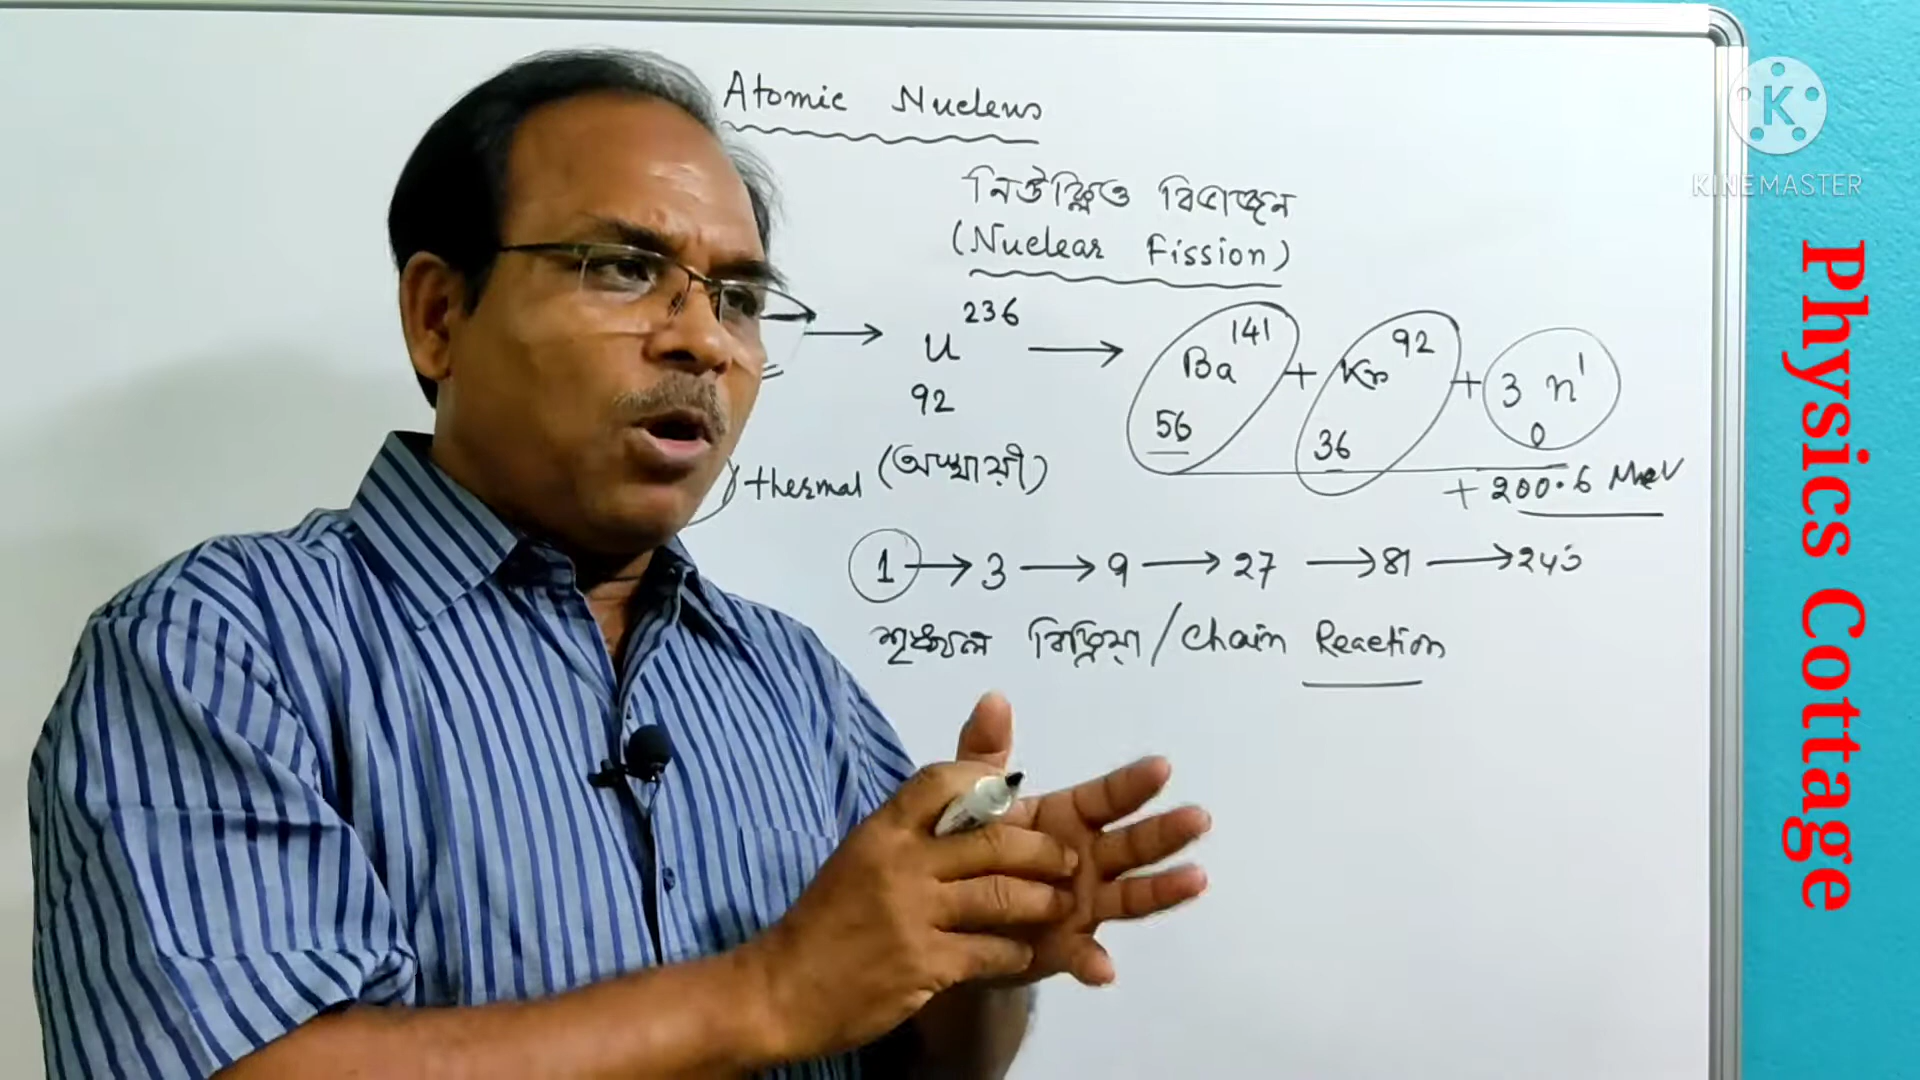 Atomic Nucleus
নিউক্লিও বিভাজন
(Nuclear Fission)
→ U 236 92 → Ba 141 56 + Kr 92 36 + 3 n 1 0
+ 200.6 MeV
thermal (অস্থায়ী)
1 → 3 → 9 → 27 → 81 → 243
শৃঙ্খল বিক্রিয়া / Chain Reaction
K
KINEMASTER
Physics Cottage